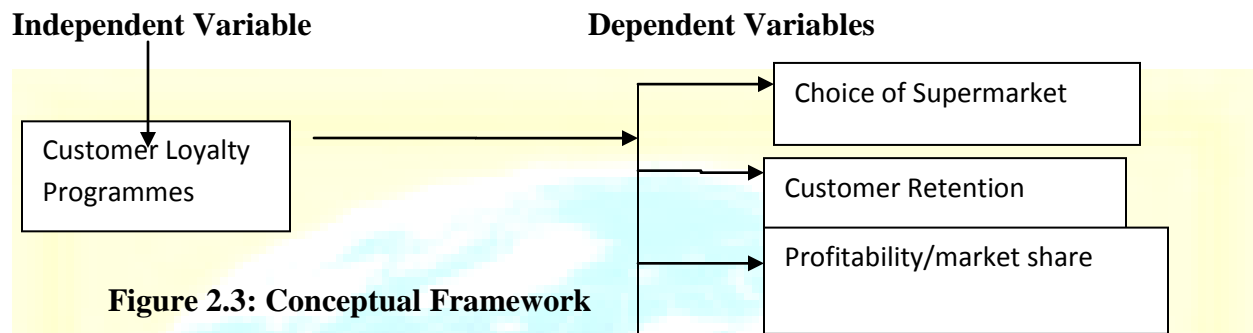 Independent Variable
Dependent Variables
Choice of Supermarket
Customer Loyalty
Programmes
Customer Retention
Profitability/market share
Figure 2.3: Conceptual Framework